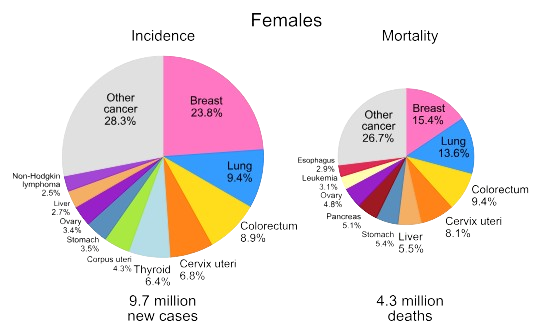 Females
Incidence
Mortality
Breast
23.8%
Lung
9.4%
Colorectum
8.9%
Cervix uteri
6.8%
Thyroid
6.4%
Corpus uteri
4.3%
Stomach
3.5%
Ovary
3.4%
Liver
2.7%
Non-Hodgkin
lymphoma
2.5%
Other
cancer
28.3%
9.7 million
new cases
Breast
15.4%
Lung
13.6%
Colorectum
9.4%
Cervix uteri
8.1%
Liver
5.5%
Stomach
5.4%
Pancreas
5.1%
Ovary
4.8%
Leukemia
3.1%
Esophagus
2.9%
Other
cancer
26.7%
4.3 million
deaths